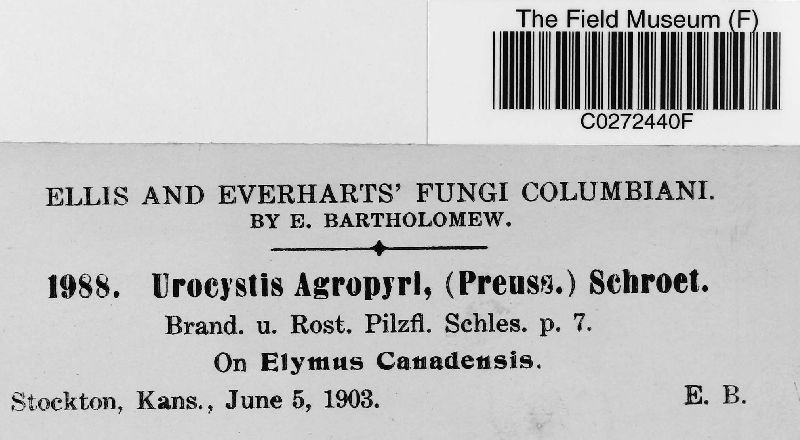 The Field Museum (F)
C0272440F
ELLIS AND EVERHARTS' FUNGI COLUMBIANI.
BY E. BARTHOLOMEW.
1988. Urocystis Agropyri, (Preuss.) Schroet.
Brand. u. Rost. Pilzfl. Schles. p. 7.
On Elymus Canadensis.
Stockton, Kans., June 5, 1903. E. B.